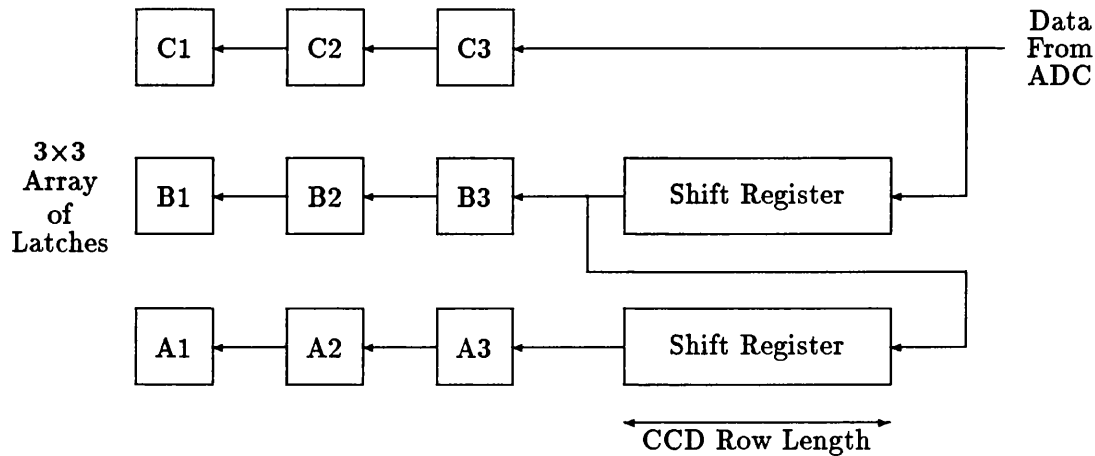 C1 C2 C3
Data
From
ADC
3×3
Array
of
Latches
B1 B2 B3 Shift Register
A1 A2 A3 Shift Register
CCD Row Length